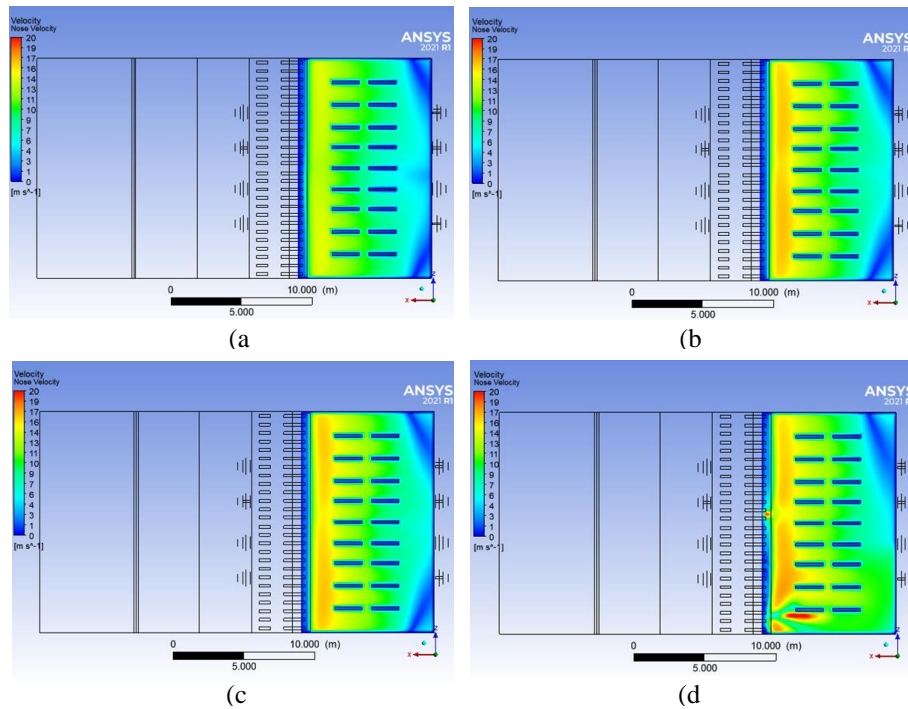 Velocity
Nose Velocity
20
19
17
16
14
13
11
10
9
7
6
4
3
1
0
[m s^-1]
ANSYS
2021 R1
0
10.000 (m)
5.000
x
z
(a
Velocity
Nose Velocity
20
19
17
16
14
13
11
10
9
7
6
4
3
1
0
[m s^-1]
ANSYS
2021 R1
0
10.000 (m)
5.000
x
z
(b
Velocity
Nose Velocity
20
19
17
16
14
13
11
10
9
7
6
4
3
1
0
[m s^-1]
ANSYS
2021 R1
0
10.000 (m)
5.000
x
z
(c
Velocity
Nose Velocity
20
19
17
16
14
13
11
10
9
7
6
4
3
1
0
[m s^-1]
ANSYS
2021 R1
0
10.000 (m)
5.000
x
z
(d